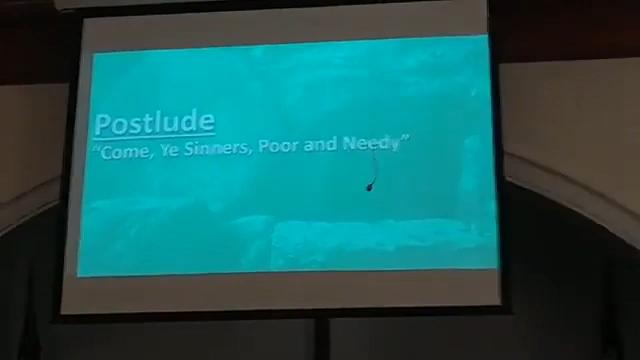 Postlude
“Come, Ye Sinners, Poor and Needy”